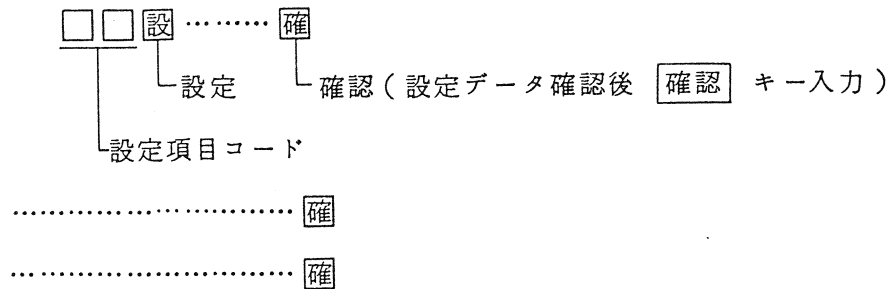 □□設………確
設定
確認(設定データ確認後 確認 キー入力)
設定項目コード
…………………………確
…………………………確